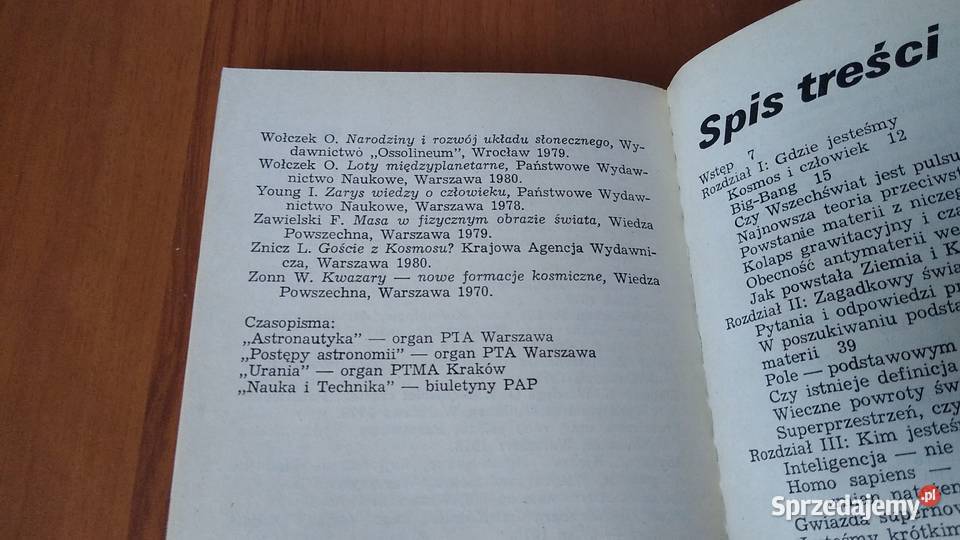 Wołczek O. Narodziny i rozwój układu słonecznego, Wy-
dawnictwo „Ossolineum", Wrocław 1979.
Wołczek O. Loty międzyplanetarne, Państwowe Wydaw-
nictwo Naukowe, Warszawa 1980.
Young I. Zarys wiedzy o człowieku, Państwowe Wydaw-
nictwo Naukowe, Warszawa 1978.
Zawielski F. Masa w fizycznym obrazie świata, Wiedza
Powszechna, Warszawa 1979.
Znicz L. Goście z Kosmosu? Krajowa Agencja Wydawni-
cza, Warszawa 1980.
Zonn W. Kwazary — nowe formacje kosmiczne, Wiedza
Powszechna, Warszawa 1970.
Czasopisma:
„Astronautyka" — organ PTA Warszawa
„Postępy astronomii" — organ PTA Warszawa
„Urania" — organ PTMA Kraków
„Nauka i Technika" — biuletyny PAP
Spis treści
Wstęp 7
Rozdział I: Gdzie jesteśmy
Kosmos i człowiek 12
Big-Bang 15
Czy Wszechświat jest pulsu
Najnowsza teoria przeciwst
Powstanie materii z niczeg
Kolaps grawitacyjny i cza
Obecność antymaterii we
Jak powstała Ziemia i K
Rozdział II: Zagadkowy świa
Pytania i odpowiedzi pr
W poszukiwaniu podsta
materii 39
Pole — podstawowym
Czy istnieje definicja
Wieczne powroty św
Superprzestrzeń, czy
Rozdział III: Kim jesteśm
Inteligencja — nie
Homo sapiens —
Gwiazda supernow
Jesteśmy krótkim
Sprzedajemy.pl